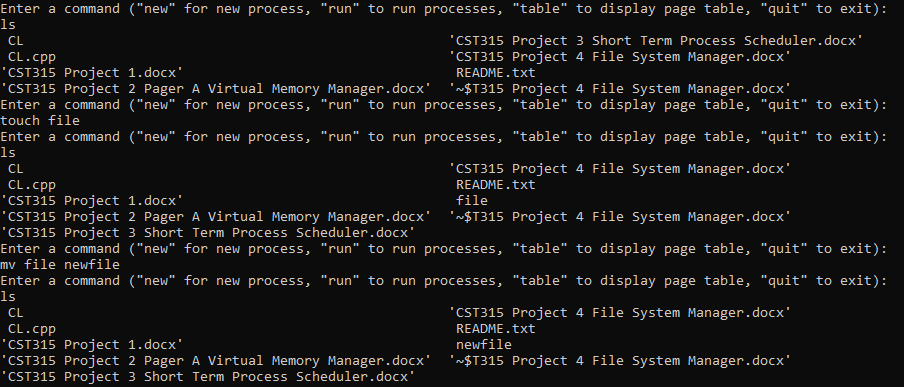 Enter a command ("new" for new process, "run" to run processes, "table" to display page table, "quit" to exit):
ls
 CL                                                      'CST315 Project 3 Short Term Process Scheduler.docx'
 CL.cpp                                                  'CST315 Project 4 File System Manager.docx'
'CST315 Project 1.docx'                                   README.txt
'CST315 Project 2 Pager A Virtual Memory Manager.docx'  '~$T315 Project 4 File System Manager.docx'
Enter a command ("new" for new process, "run" to run processes, "table" to display page table, "quit" to exit):
touch file
Enter a command ("new" for new process, "run" to run processes, "table" to display page table, "quit" to exit):
ls
 CL                                                      'CST315 Project 4 File System Manager.docx'
 CL.cpp                                                   README.txt
'CST315 Project 1.docx'                                   file
'CST315 Project 2 Pager A Virtual Memory Manager.docx'  '~$T315 Project 4 File System Manager.docx'
'CST315 Project 3 Short Term Process Scheduler.docx'
Enter a command ("new" for new process, "run" to run processes, "table" to display page table, "quit" to exit):
mv file newfile
Enter a command ("new" for new process, "run" to run processes, "table" to display page table, "quit" to exit):
ls
 CL                                                      'CST315 Project 4 File System Manager.docx'
 CL.cpp                                                   README.txt
'CST315 Project 1.docx'                                   newfile
'CST315 Project 2 Pager A Virtual Memory Manager.docx'  '~$T315 Project 4 File System Manager.docx'
'CST315 Project 3 Short Term Process Scheduler.docx'